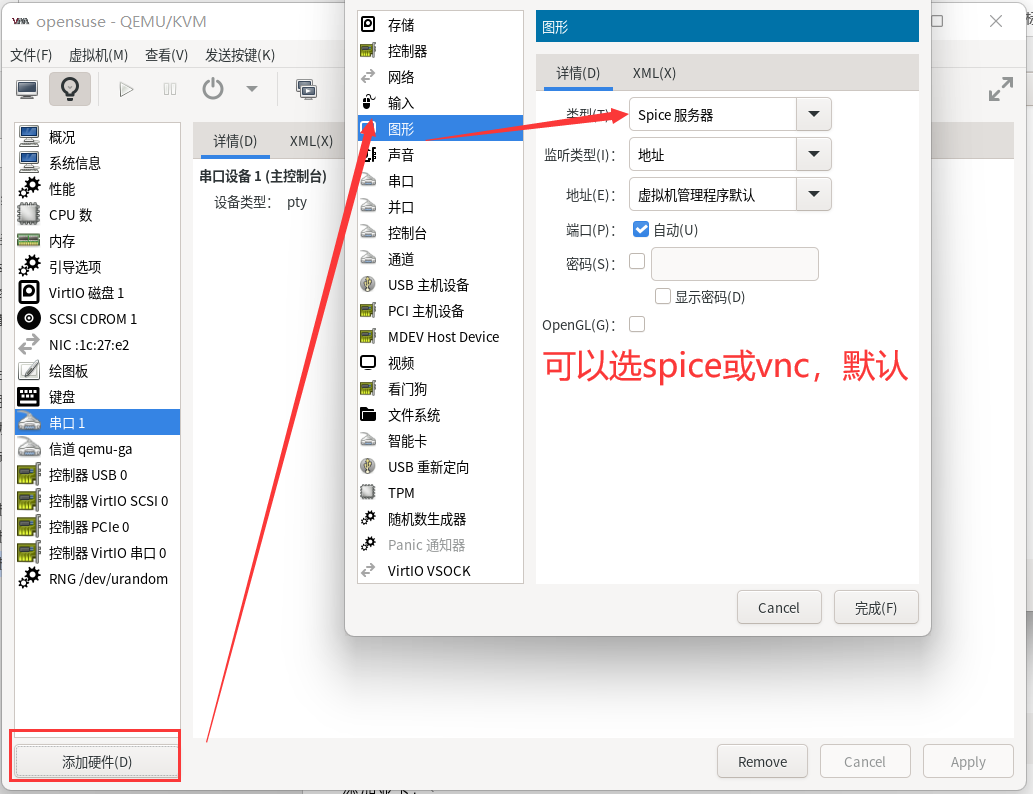 opensuse - QEMU/KVM
文件(F) 虚拟机(M) 查看(V) 发送按键(K)
概况
系统信息
性能
CPU 数
内存
引导选项
VirtIO 磁盘 1
SCSI CDROM 1
NIC :1c:27:e2
绘图板
键盘
串口 1
信道 qemu-ga
控制器 USB 0
控制器 VirtIO SCSI 0
控制器 PCIe 0
控制器 VirtIO 串口 0
RNG /dev/urandom
添加硬件(D)
详情(D) XML(X)
串口设备 1 (主控制台)
设备类型: pty
存储
控制器
网络
输入
图形
声音
串口
并口
控制台
通道
USB 主机设备
PCI 主机设备
MDEV Host Device
视频
看门狗
文件系统
智能卡
USB 重新定向
TPM
随机数生成器
Panic 通知器
VirtIO VSOCK
图形
详情(D) XML(X)
类型(T): Spice 服务器
监听类型(I): 地址
地址(E): 虚拟机管理程序默认
端口(P): 自动(U)
密码(S):
显示密码(D)
OpenGL(G):
可以选spice或vnc，默认
Cancel 完成(F)
Remove Cancel Apply